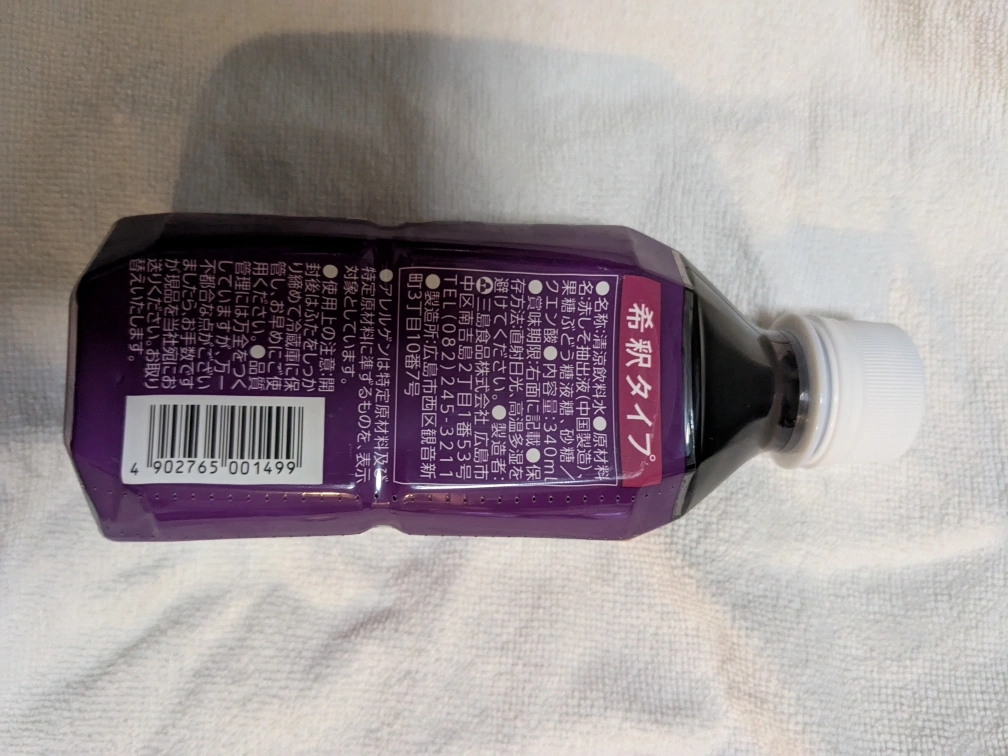 希釈タイプ
●名称:清涼飲料水●原材料
名:赤しそ抽出液(中国製造)、
果糖ぶどう糖液糖、砂糖/
クエン酸●内容量:340ml
●賞味期限:右面に記載●保
存方法:直射日光、高温多湿を
避けてください。●製造者:
三島食品株式会社 広島市
中区南吉島2丁目1番53号
TEL(082)245-3211
●製造所:広島市西区観音新
町3丁目10番7号
●アレルゲンは特定原材料及び
特定原材料に準ずるものを、表示
対象としています。
●使用上の注意:開
封後はふたをしっか
り締めて冷蔵庫に保
管し、お早めにご使
用ください。●品質
管理には万全をつく
していますが、万一
不都合な点がござい
ましたら、お手数です
が現品を当社宛にお
送りください。お取り
替えいたします。
4 902765 001499